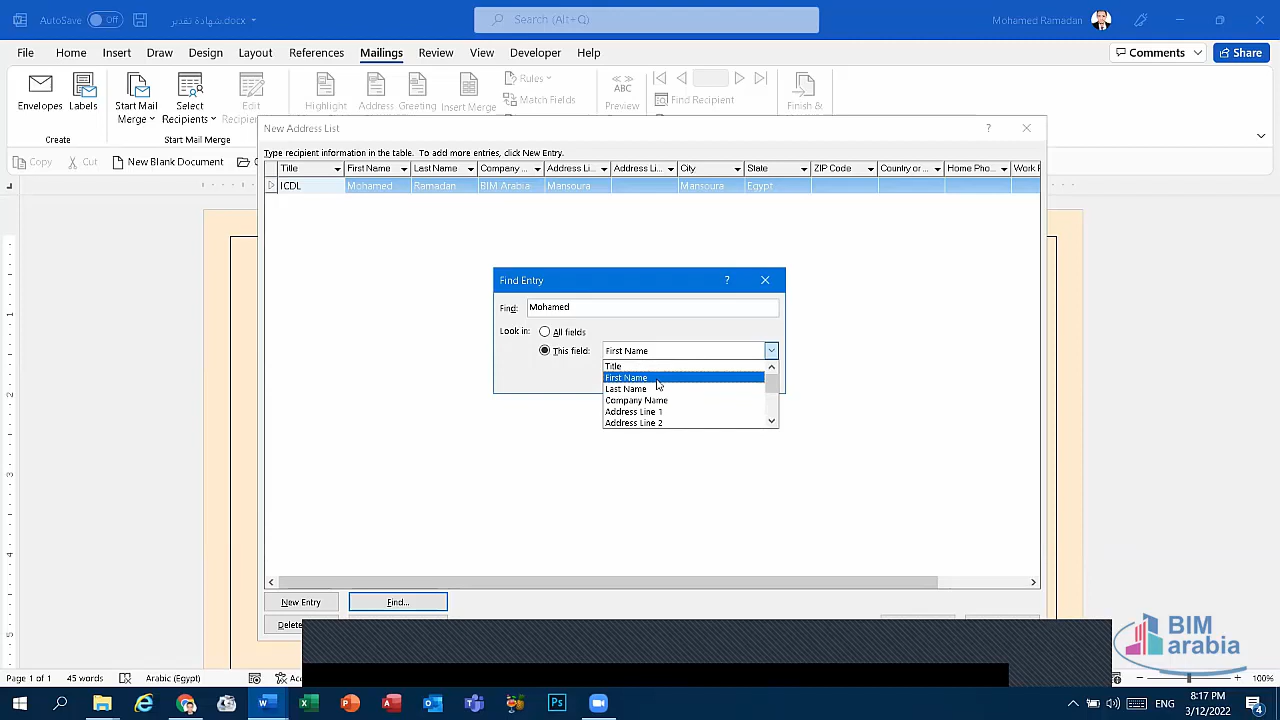 AutoSave Off شهادة تقدير.docx Search (Alt+Q) Mohamed Ramadan
File Home Insert Draw Design Layout References Mailings Review View Developer Help Comments Share
Envelopes Labels Start Mail Merge Select Recipients Edit Highlight Address Greeting Insert Merge Rules Match Fields ABC Preview Find Recipient Finish &
Create Start Mail Merge
Copy Cut New Blank Document
New Address List ?
Type recipient information in the table. To add more entries, click New Entry.
Title First Name Last Name Company ... Address Li... Address Li... City State ZIP Code Country or ... Home Pho... Work
ICDL Mohamed Ramadan BIM Arabia Mansoura Mansoura Egypt
Find Entry ?
Find: Mohamed
Look in: All fields
This field: First Name
Title
First Name
Last Name
Company Name
Address Line 1
Address Line 2
New Entry Find...
Delete
BIM
arabia
Page 1 of 1 45 words Arabic (Egypt) 100%
8:17 PM
ENG
3/12/2022